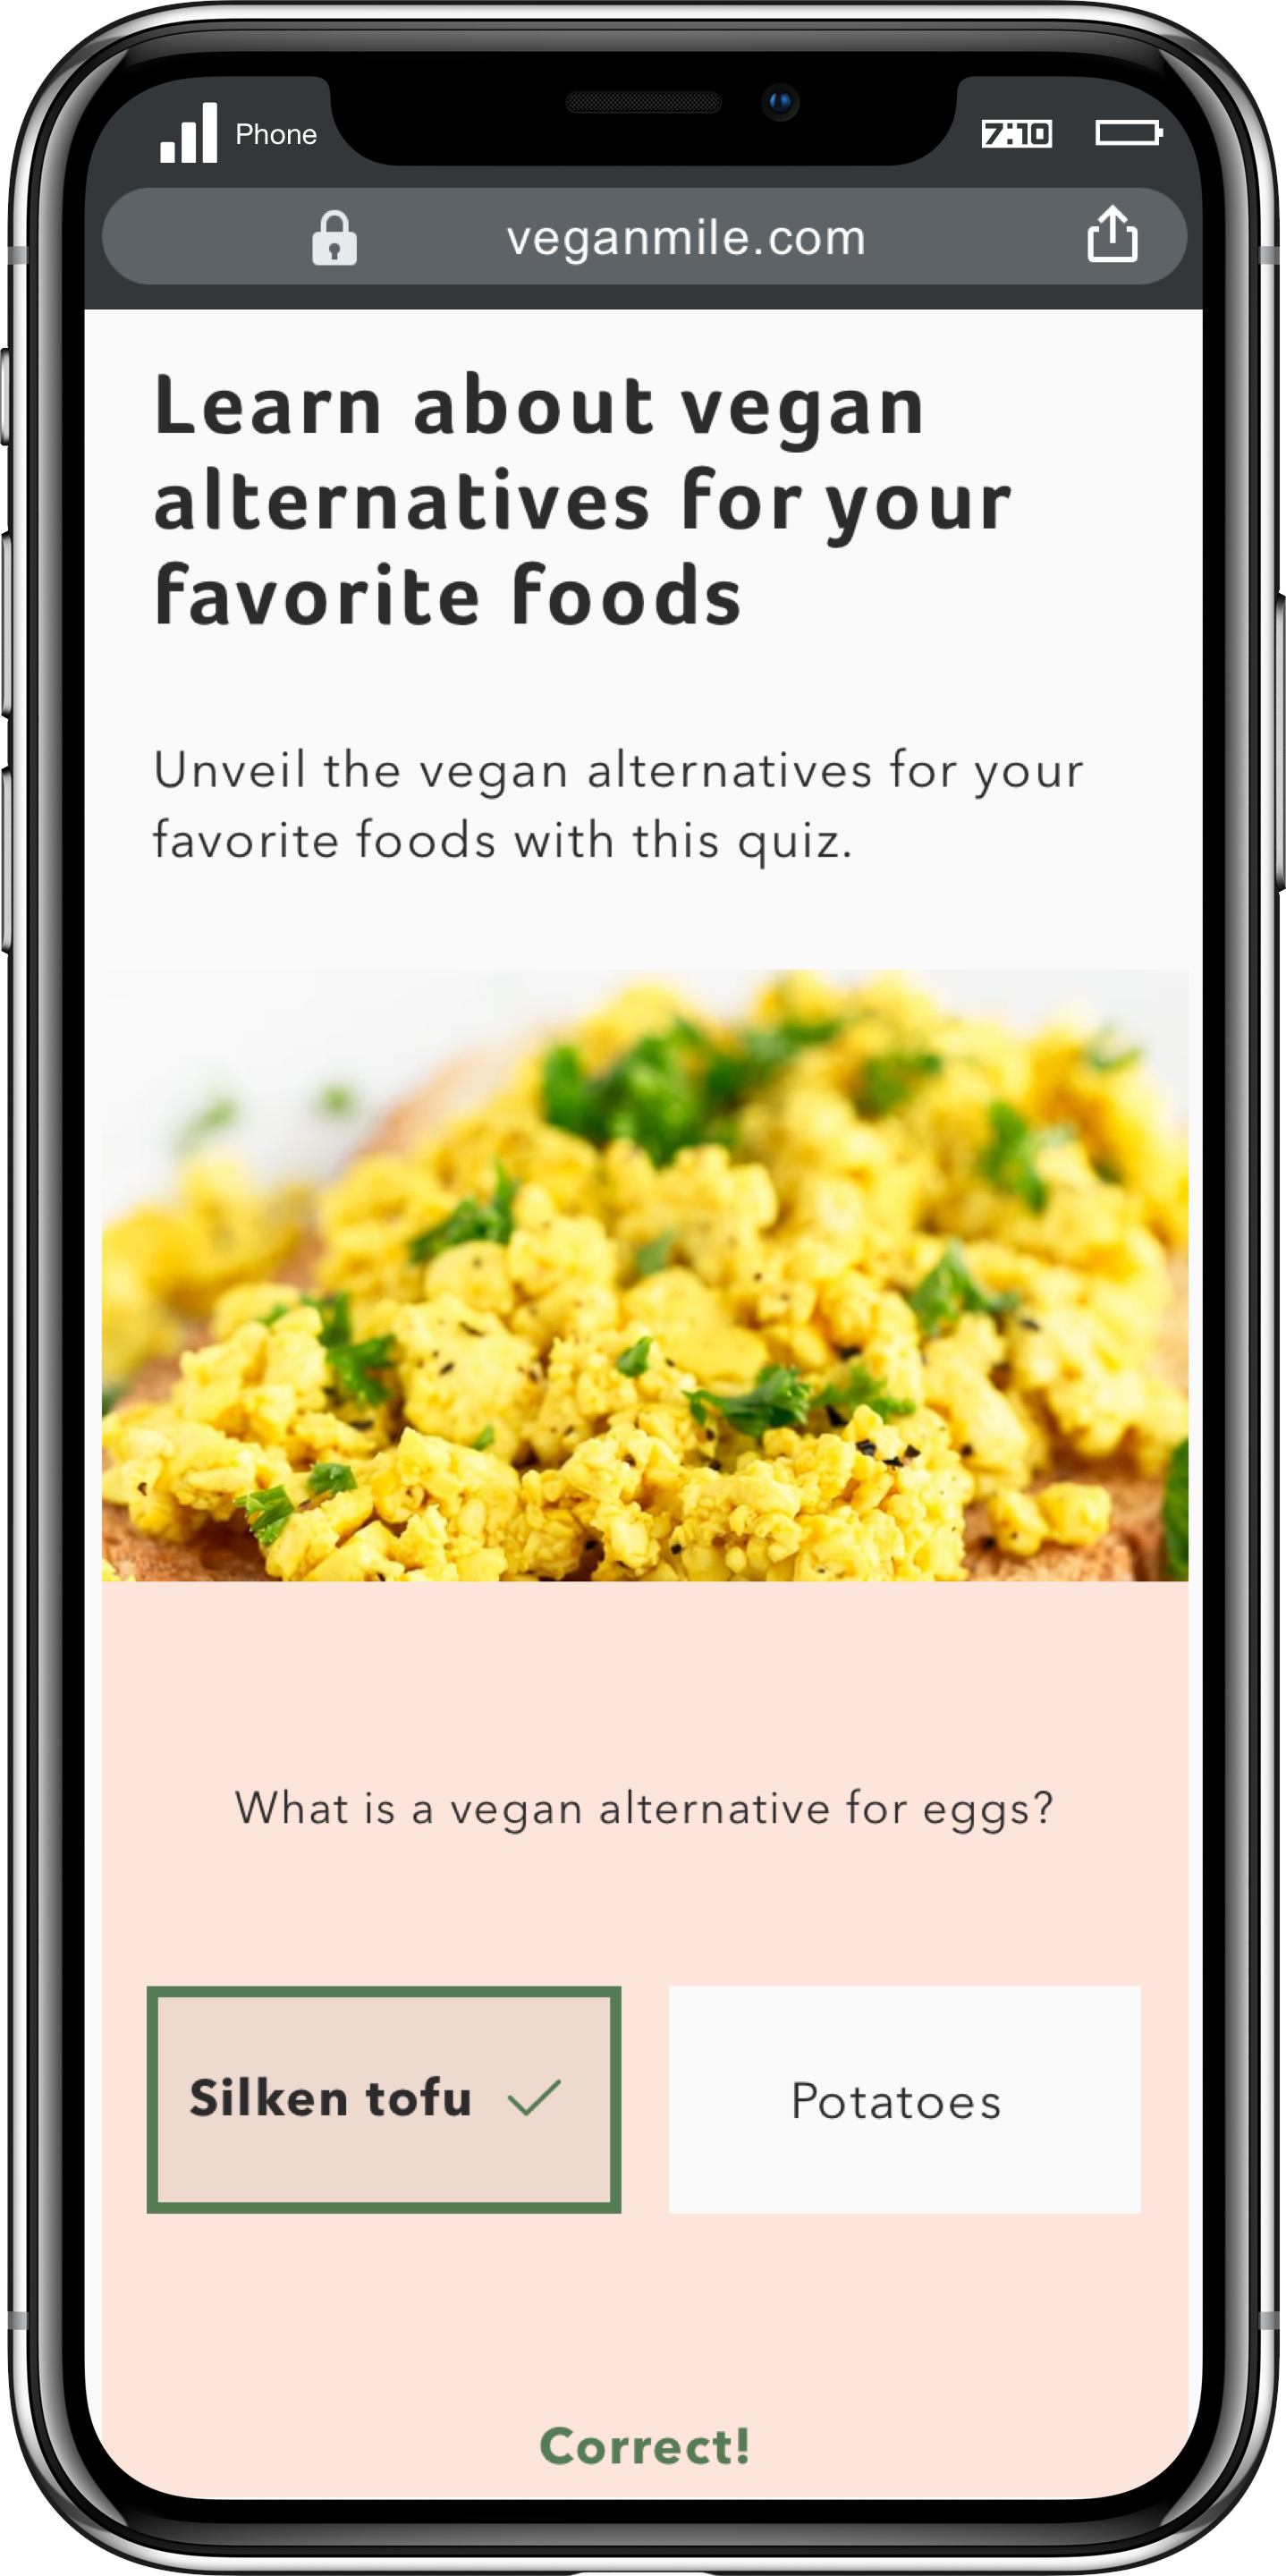 Phone
7:10
veganmile.com
Learn about vegan
alternatives for your
favorite foods
Unveil the vegan alternatives for your
favorite foods with this quiz.
What is a vegan alternative for eggs?
Silken tofu
Potatoes
Correct!